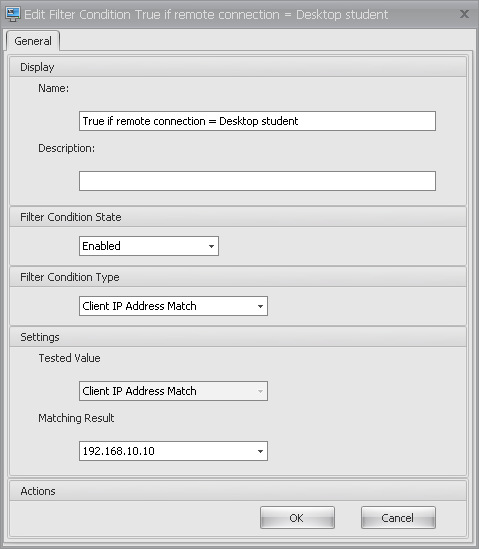 Edit Filter Condition True if remote connection = Desktop student
General
Display
Name:
True if remote connection = Desktop student
Description:
Filter Condition State
Enabled
Filter Condition Type
Client IP Address Match
Settings
Tested Value
Client IP Address Match
Matching Result
192.168.10.10
Actions
OK Cancel